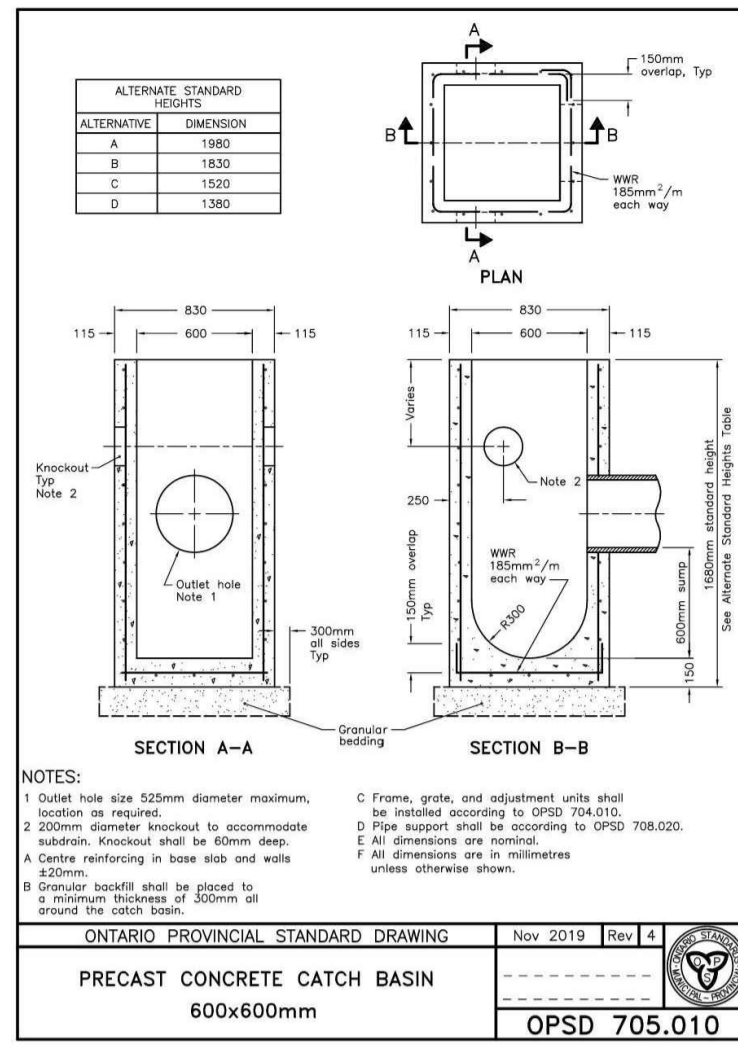 ALTERNATE STANDARD
HEIGHTS
ALTERNATIVE DIMENSION
A 1980
B 1830
C 1520
D 1380
A
150mm
overlap, Typ
B
B
WWR
185mm²/m
each way
A
PLAN
830
115 600 115
Knockout
Typ
Note 2
Outlet hole
Note 1
300mm
all sides
Typ
SECTION A–A
830
115 600 115
Varies
Note 2
250
WWR
185mm²/m
each way
150mm overlap
Typ
R300
600mm sump
150
1680mm standard height
See Alternate Standard Heights Table
Granular
bedding
SECTION B–B
NOTES:
1 Outlet hole size 525mm diameter maximum,
location as required.
2 200mm diameter knockout to accommodate
subdrain. Knockout shall be 60mm deep.
A Centre reinforcing in base slab and walls
±20mm.
B Granular backfill shall be placed to
a minimum thickness of 300mm all
around the catch basin.
C Frame, grate, and adjustment units shall
be installed according to OPSD 704.010.
D Pipe support shall be according to OPSD 708.020.
E All dimensions are nominal.
F All dimensions are in millimetres
unless otherwise shown.
ONTARIO PROVINCIAL STANDARD DRAWING
Nov 2019 Rev 4
PRECAST CONCRETE CATCH BASIN
600x600mm
ONTARIO STANDARDS
MUNICIPAL – PROVINCIAL
O P
S
OPSD 705.010